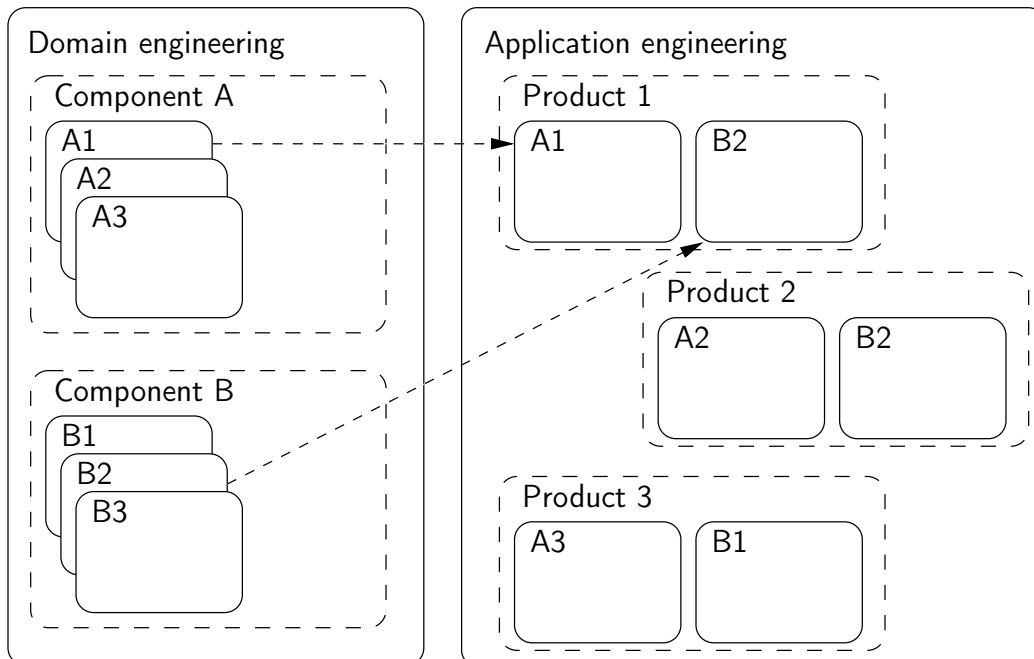 Domain engineering
Component A
A1
A2
A3
Component B
B1
B2
B3
Application engineering
Product 1
A1 B2
Product 2
A2 B2
Product 3
A3 B1